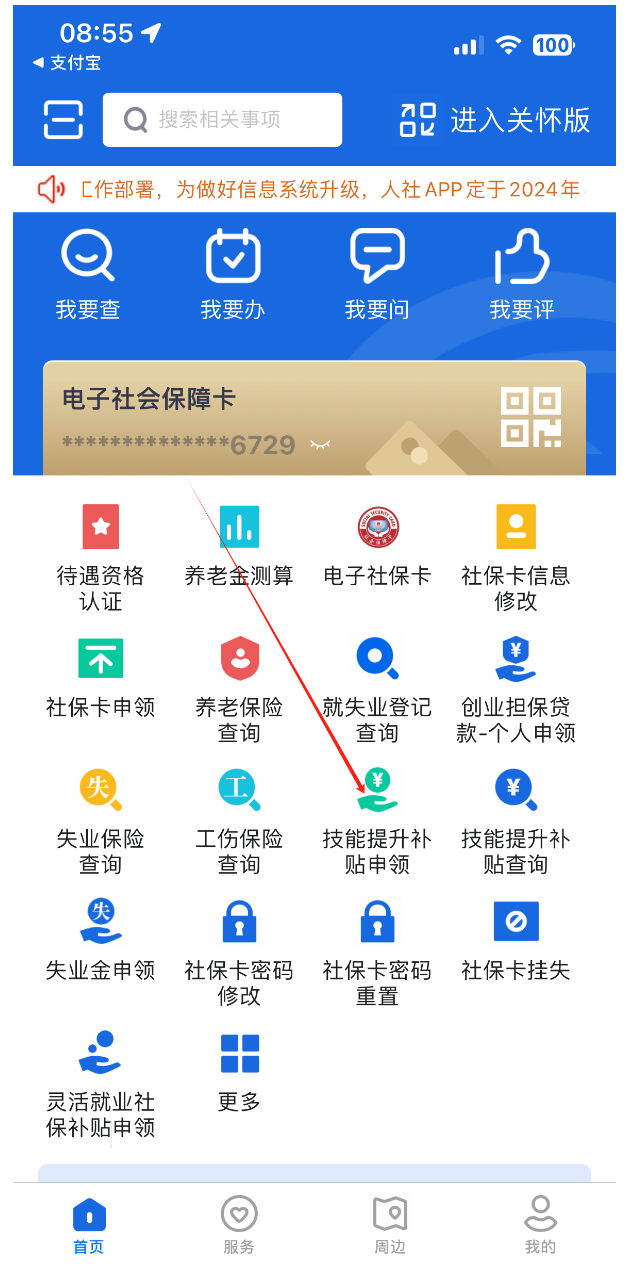 08:55
100
支付宝
搜索相关事项
进入关怀版
工作部署，为做好信息系统升级，人社APP定于2024年
我要查
我要办
我要问
我要评
电子社会保障卡
**************6729
待遇资格
认证
养老金测算
电子社保卡
社保卡信息
修改
社保卡申领
养老保险
查询
就失业登记
查询
创业担保贷
款-个人申领
失
失业保险
查询
工
工伤保险
查询
¥
技能提升补
贴申领
¥
技能提升补
贴查询
失
失业金申领
社保卡密码
修改
社保卡密码
重置
社保卡挂失
灵活就业社
保补贴申领
更多
首页
服务
周边
我的